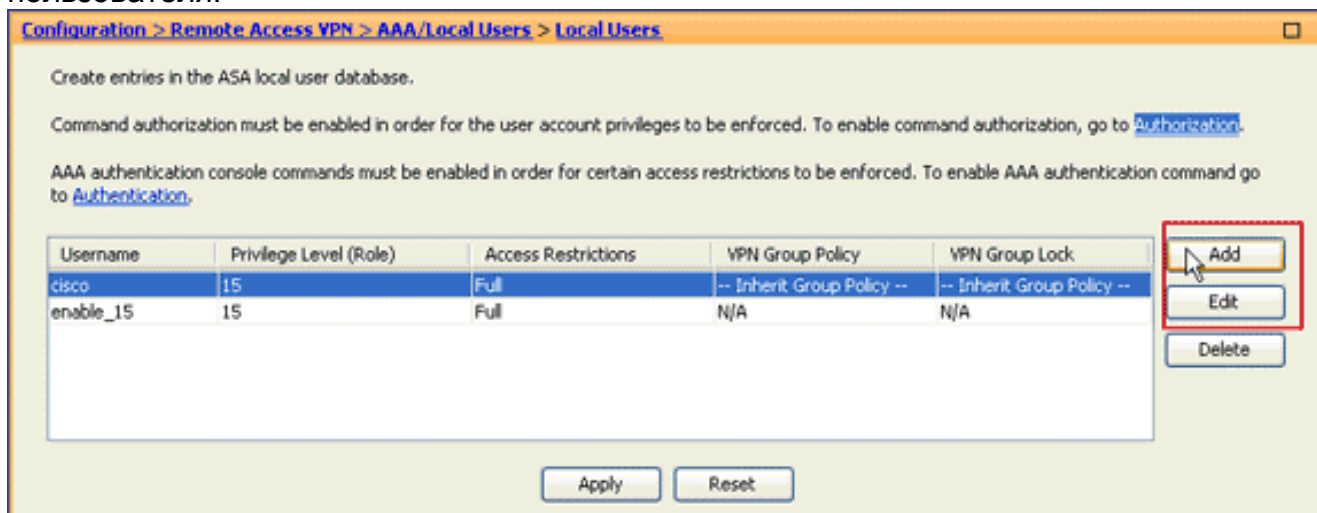 пользователя.
Configuration > Remote Access VPN > AAA/Local Users > Local Users
Create entries in the ASA local user database.
Command authorization must be enabled in order for the user account privileges to be enforced. To enable command authorization, go to Authorization.
AAA authentication console commands must be enabled in order for certain access restrictions to be enforced. To enable AAA authentication command go
to Authentication.
Username Privilege Level (Role) Access Restrictions VPN Group Policy VPN Group Lock
cisco 15 Full -- Inherit Group Policy -- -- Inherit Group Policy --
enable_15 15 Full N/A N/A
Add
Edit
Delete
Apply Reset